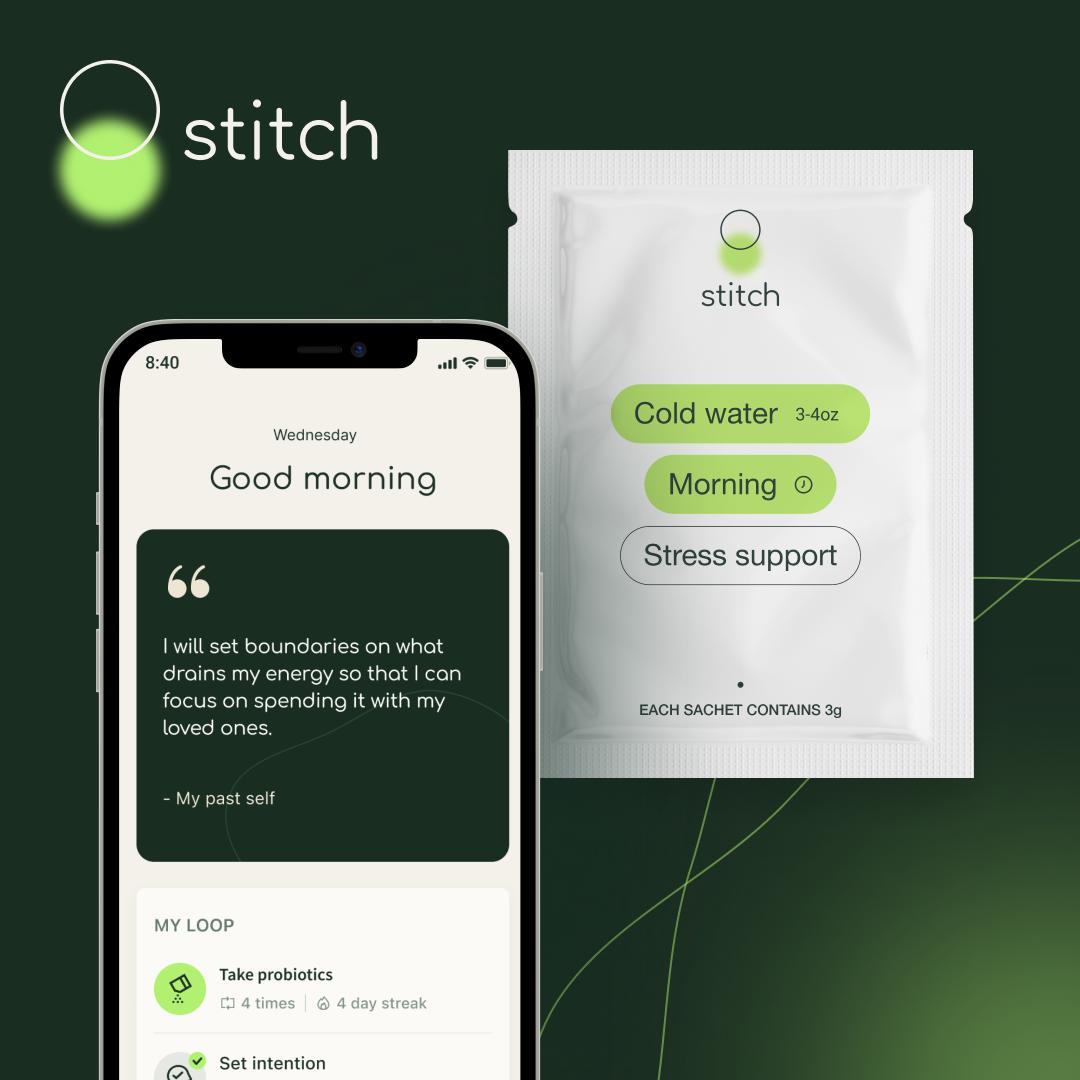 stitch
stitch
Cold water 3-4oz
Morning
Stress support
EACH SACHET CONTAINS 3g
8:40
Wednesday
Good morning
“
I will set boundaries on what
drains my energy so that I can
focus on spending it with my
loved ones.
- My past self
MY LOOP
Take probiotics
4 times 4 day streak
Set intention